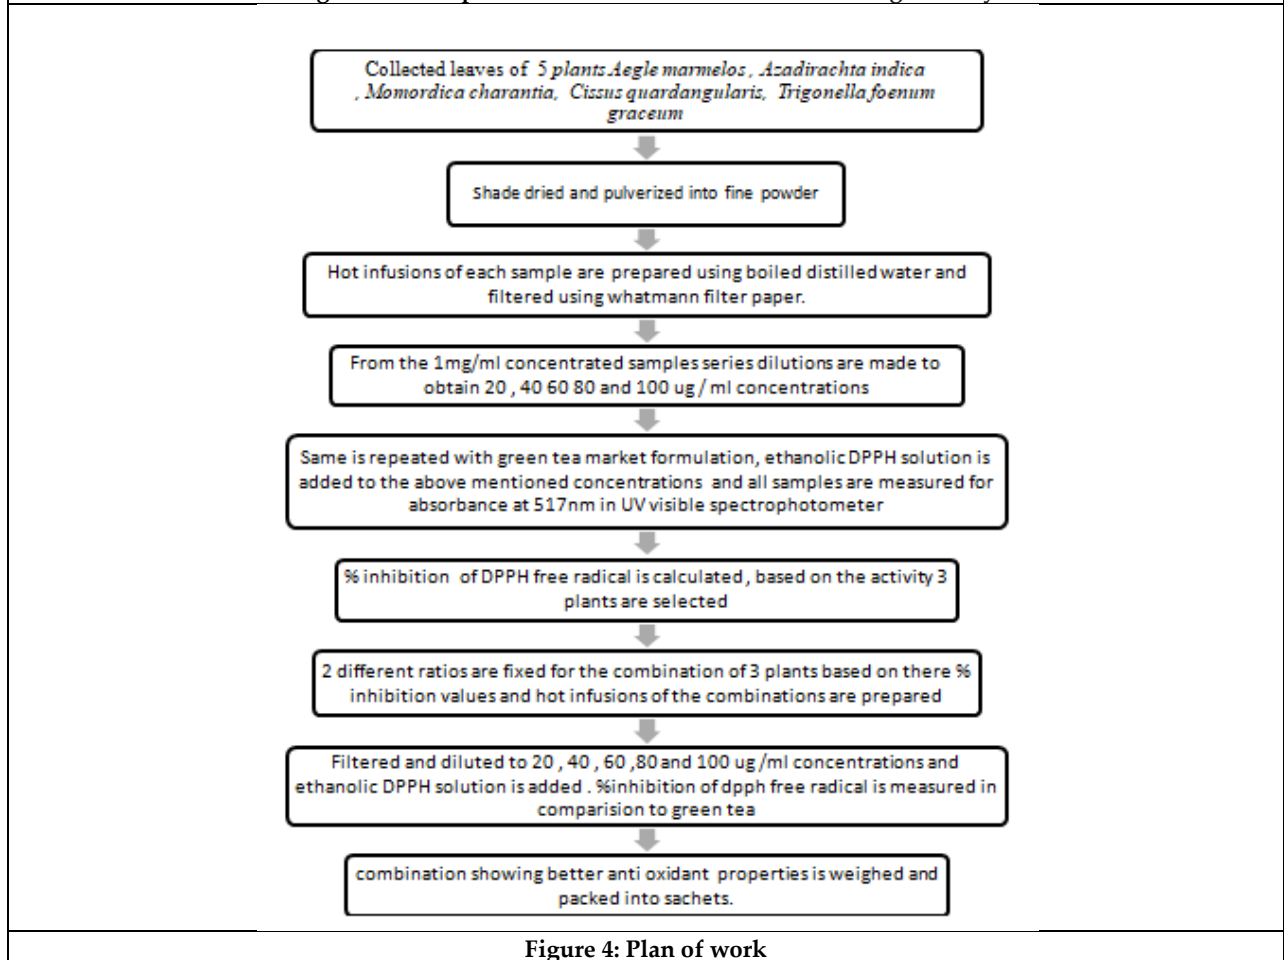 Collected leaves of 5 plants Aegle marmelos , Azadirachta indica
, Momordica charantia, Cissus quardangularis, Trigonella foenum
graceum
Shade dried and pulverized into fine powder
Hot infusions of each sample are prepared using boiled distilled water and
filtered using whatmann filter paper.
From the 1mg/ml concentrated samples series dilutions are made to
obtain 20 , 40 60 80 and 100 ug / ml concentrations
Same is repeated with green tea market formulation, ethanolic DPPH solution is
added to the above mentioned concentrations and all samples are measured for
absorbance at 517nm in UV visible spectrophotometer
% inhibition of DPPH free radical is calculated , based on the activity 3
plants are selected
2 different ratios are fixed for the combination of 3 plants based on there %
inhibition values and hot infusions of the combinations are prepared
Filtered and diluted to 20 , 40 , 60 ,80 and 100 ug /ml concentrations and
ethanolic DPPH solution is added . %inhibition of dpph free radical is measured in
comparision to green tea
combination showing better anti oxidant properties is weighed and
packed into sachets.
Figure 4: Plan of work